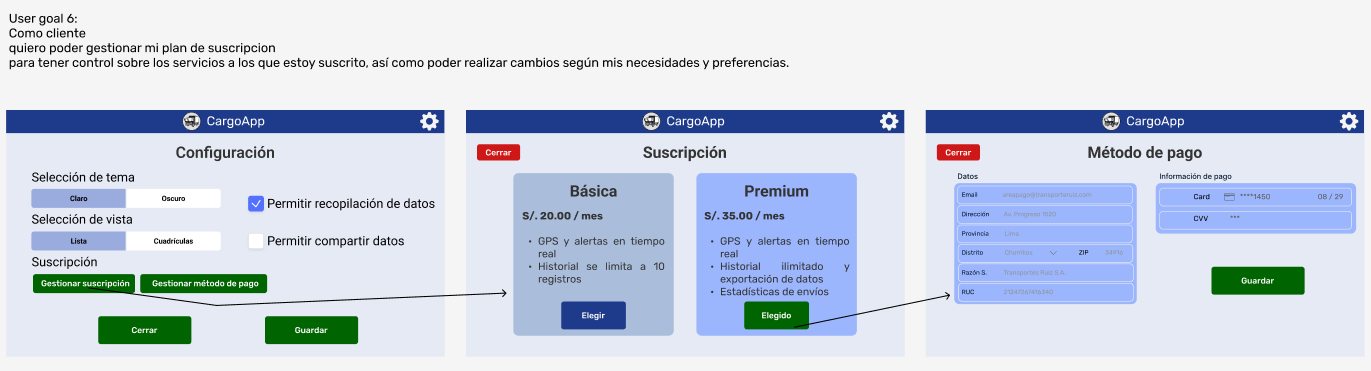 User goal 6:
Como cliente
quiero poder gestionar mi plan de suscripcion
para tener control sobre los servicios a los que estoy suscrito, así como poder realizar cambios según mis necesidades y preferencias.
CargoApp
Configuración
Selección de tema
Claro
Oscuro
Selección de vista
Lista
Cuadrículas
Suscripción
Gestionar suscripción
Gestionar método de pago
Permitir recopilación de datos
Permitir compartir datos
Cerrar
Guardar
CargoApp
Cerrar
Suscripción
Básica
S/. 20.00 / mes
• GPS y alertas en tiempo
real
• Historial se limita a 10
registros
Elegir
Premium
S/. 35.00 / mes
• GPS y alertas en tiempo
real
• Historial ilimitado y
exportación de datos
• Estadísticas de envíos
Elegido
CargoApp
Cerrar
Método de pago
Datos
Email
Dirección
Av. Progreso 1535
Provincia
Lima
Distrito
Chorrillos
ZIP
Razón S.
Transportes Ruiz S.A.
RUC
Información de pago
Card
****1450
08 / 29
CVV
***
Guardar